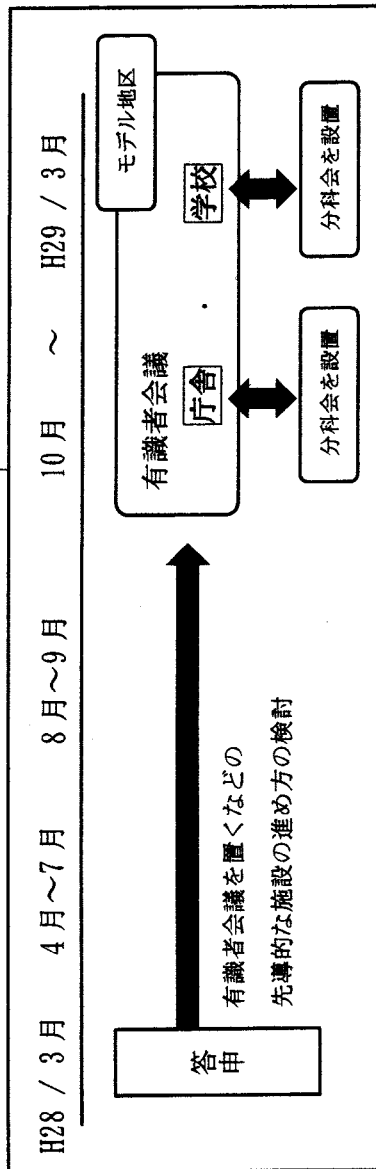 H28 / 3月　4月～7月　8月～9月　10月　～　H29 / 3月
答申
有識者会議を置くなどの
先導的な施設の進め方の検討
モデル地区
有識者会議
庁舎・学校
分科会を設置
分科会を設置